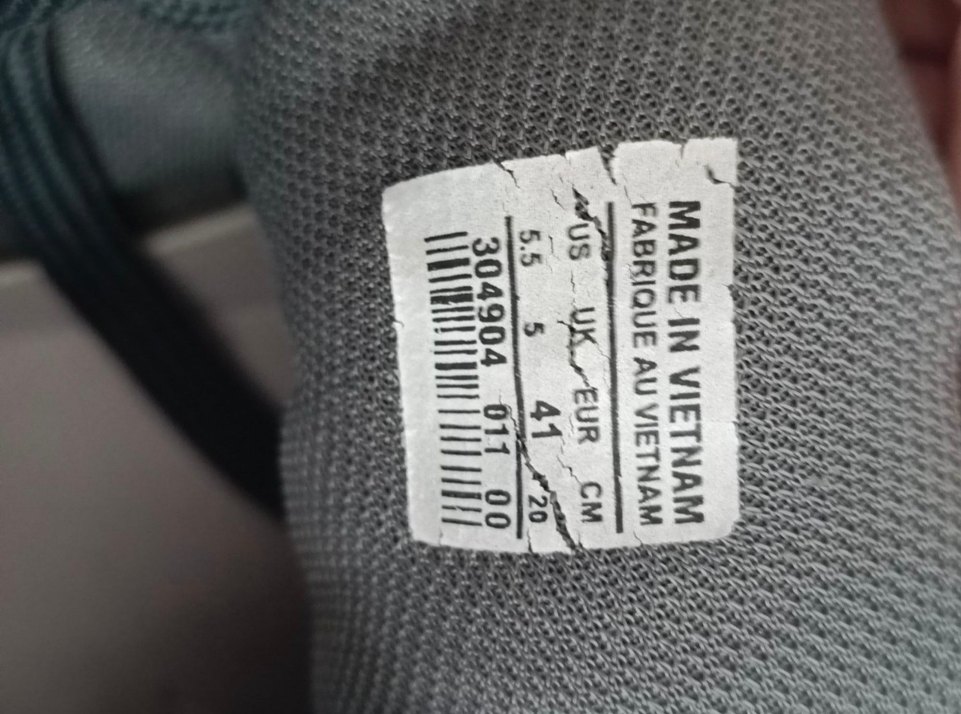 MADE IN VIETNAM
FABRIQUE AU VIETNAM
US UK EUR CM
5.5 5 41 20
304904 011 00